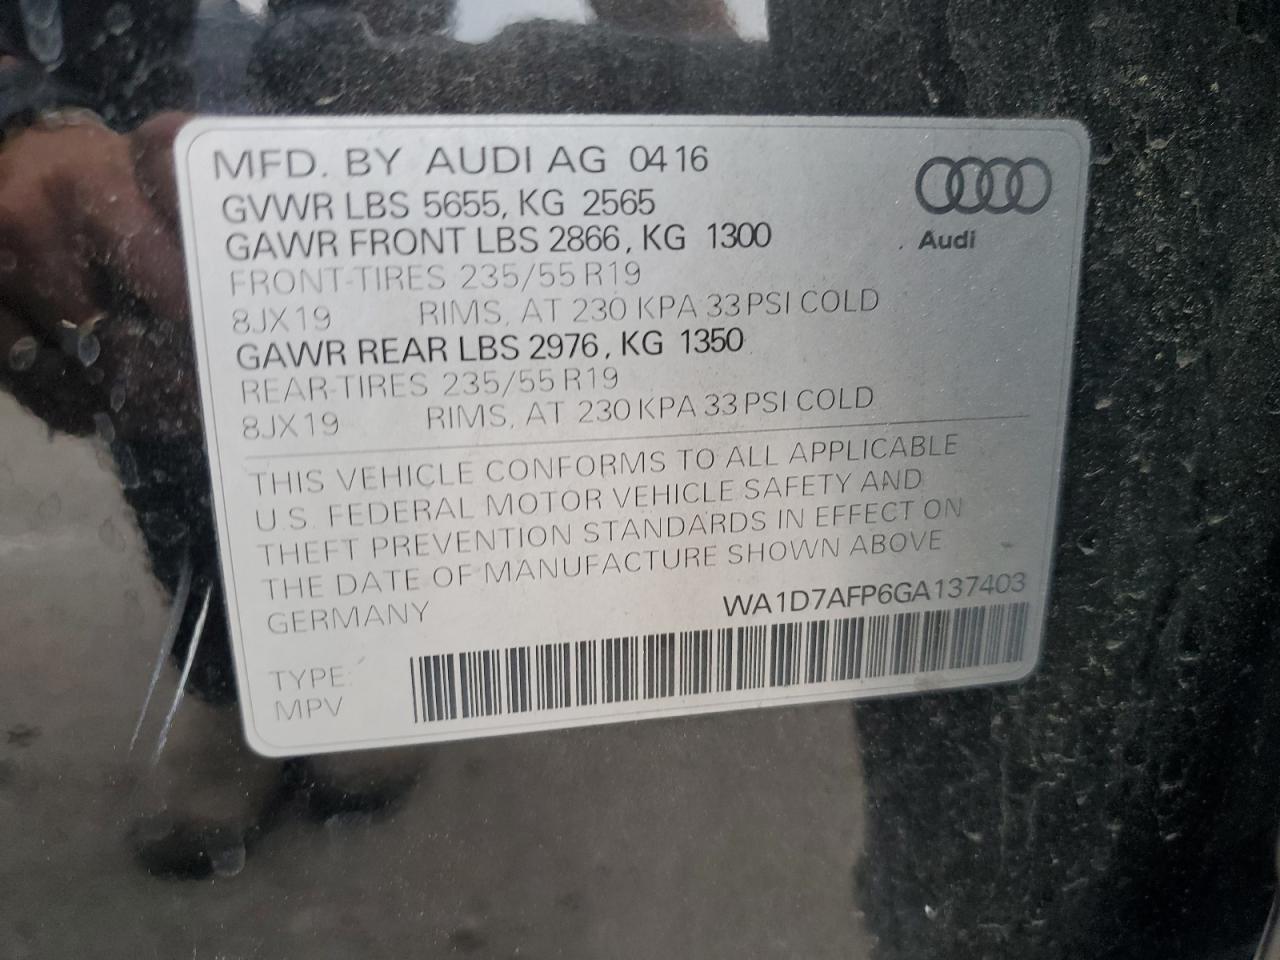 MFD. BY AUDI AG 0416
GVWR LBS 5655, KG 2565
GAWR FRONT LBS 2866, KG 1300
FRONT-TIRES 235/55 R19
8JX19 RIMS, AT 230 KPA 33 PSI COLD
GAWR REAR LBS 2976, KG 1350
REAR-TIRES 235/55 R19
8JX19 RIMS, AT 230 KPA 33 PSI COLD
Audi
THIS VEHICLE CONFORMS TO ALL APPLICABLE
U.S. FEDERAL MOTOR VEHICLE SAFETY AND
THEFT PREVENTION STANDARDS IN EFFECT ON
THE DATE OF MANUFACTURE SHOWN ABOVE
GERMANY WA1D7AFP6GA137403
TYPE:
MPV